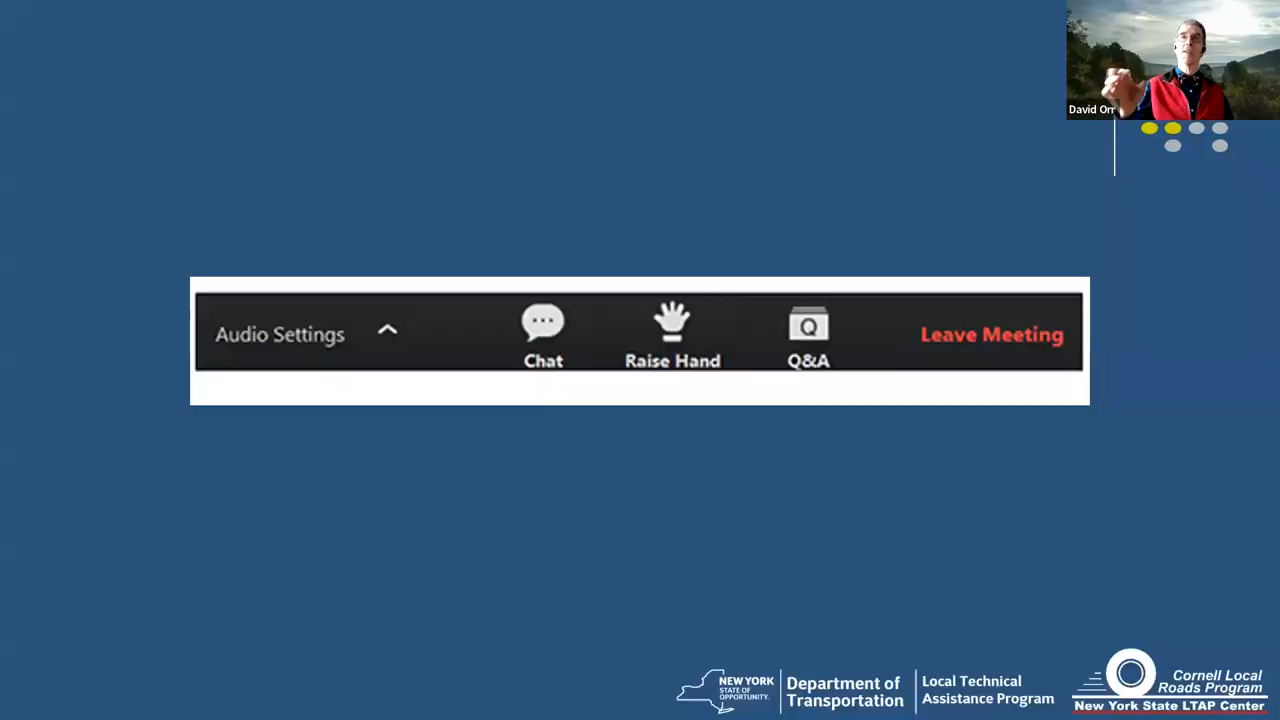 David Orr
Audio Settings
Chat
Raise Hand
Q
Q&A
Leave Meeting
NEW YORK
STATE OF
OPPORTUNITY.
Department of
Transportation
Local Technical
Assistance Program
Cornell Local
Roads Program
New York State LTAP Center